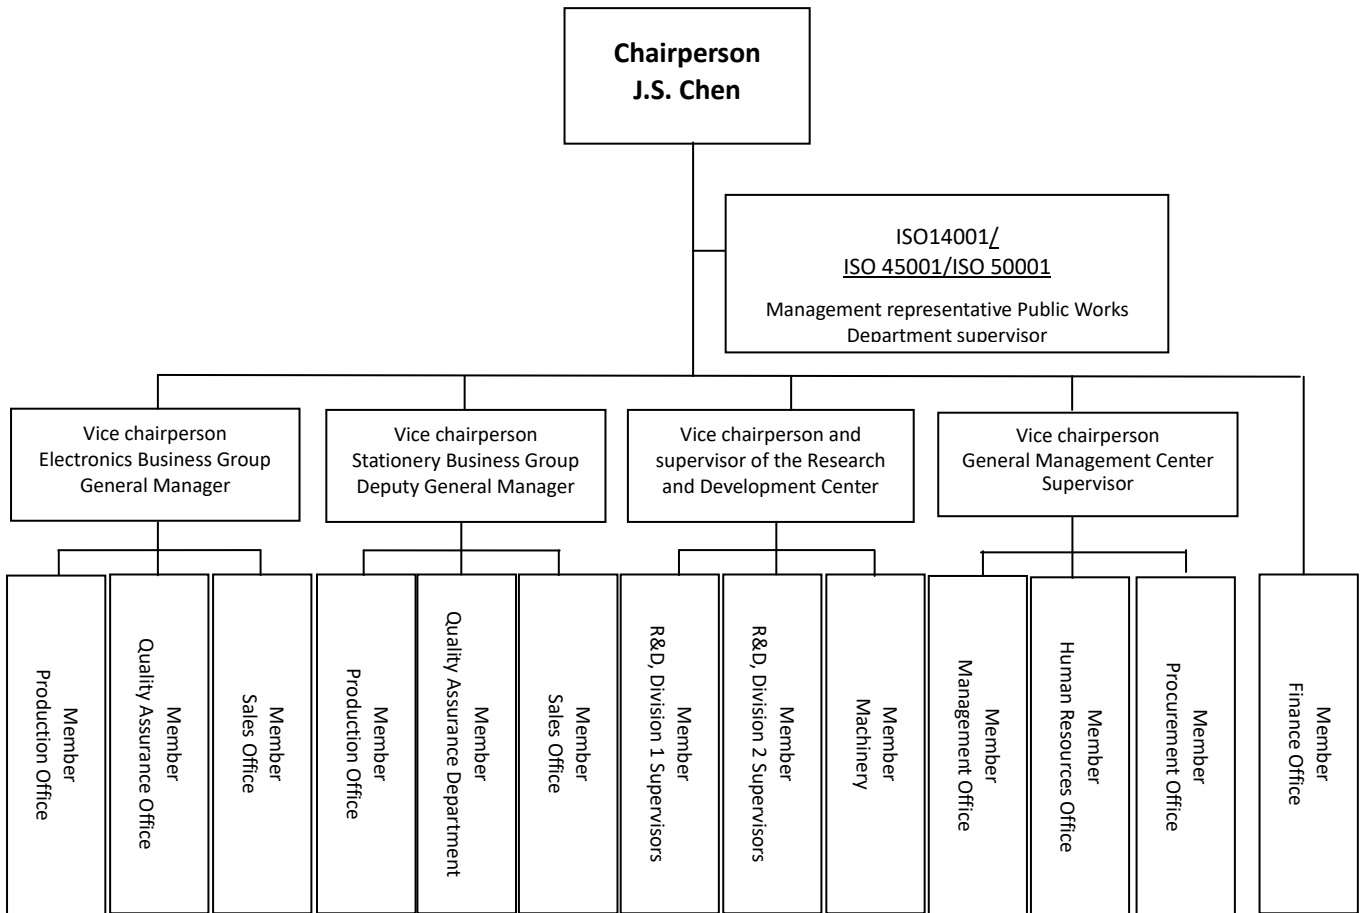 Chairperson
J.S. Chen
ISO14001/
ISO 45001/ISO 50001
Management representative Public Works
Department supervisor
Vice chairperson
Electronics Business Group
General Manager
Vice chairperson
Stationery Business Group
Deputy General Manager
Vice chairperson and
supervisor of the Research
and Development Center
Vice chairperson
General Management Center
Supervisor
Member
Production Office
Member
Quality Assurance Office
Member
Sales Office
Member
Production Office
Member
Quality Assurance Department
Member
Sales Office
Member
R&D, Division 1 Supervisors
Member
R&D, Division 2 Supervisors
Member
Machinery
Member
Management Office
Member
Human Resources Office
Member
Procurement Office
Member
Finance Office